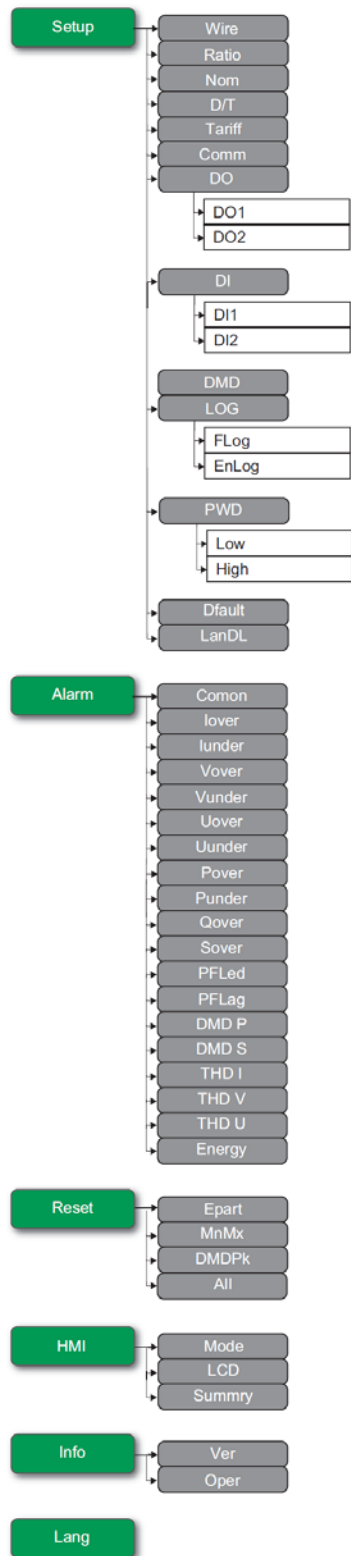 Setup
Wire
Ratio
Nom
D/T
Tariff
Comm
DO
DO1
DO2
DI
DI1
DI2
DMD
LOG
FLog
EnLog
PWD
Low
High
Dfault
LanDL
Alarm
Comon
Iover
Iunder
Vover
Vunder
Uover
Uunder
Pover
Punder
Qover
Sover
PFLed
PFLag
DMD P
DMD S
THD I
THD V
THD U
Energy
Reset
Epart
MnMx
DMDPk
All
HMI
Mode
LCD
Summry
Info
Ver
Oper
Lang